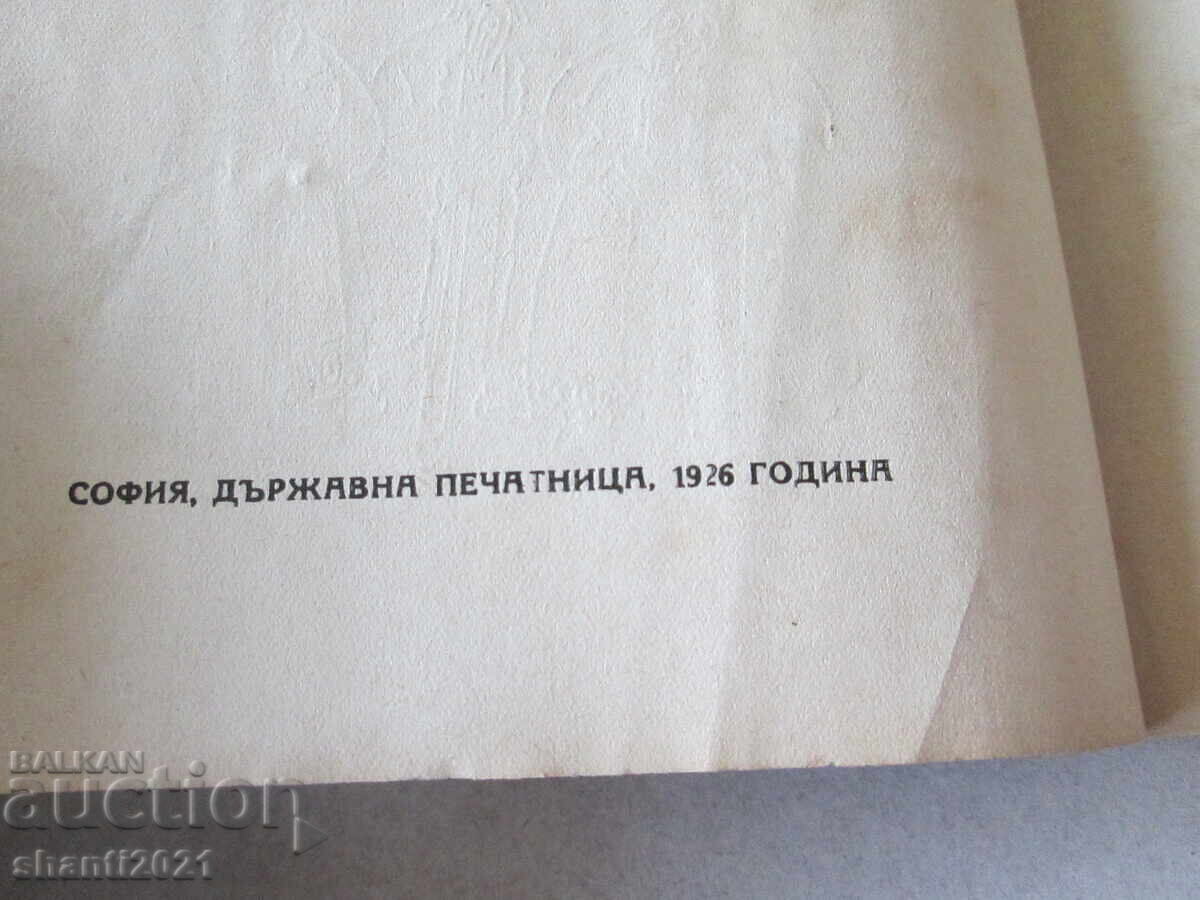 СОФИЯ, ДЪРЖАВНА ПЕЧАТНИЦА, 1926 ГОДИНА
BALKAN
auction
shanti2021